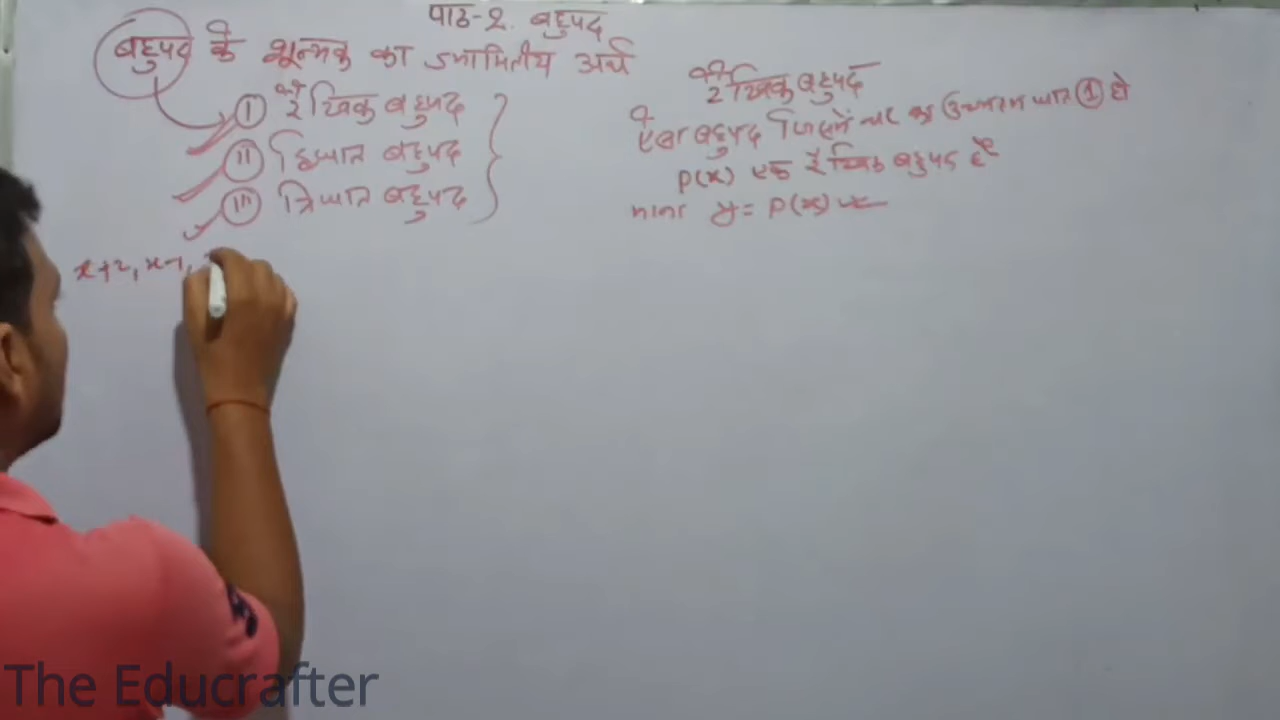 पाठ-2. बहुपद
बहुपद के शून्यक का ज्यामितीय अर्थ
I रैखिक बहुपद
II द्विघात बहुपद
III त्रिघात बहुपद
x+2, x-1,
रैखिक बहुपद
ऐसा बहुपद जिसमें चर का उच्चतम घात 1 हो
p(x) एक रैखिक बहुपद है
माना y = p(x)
The Educrafter